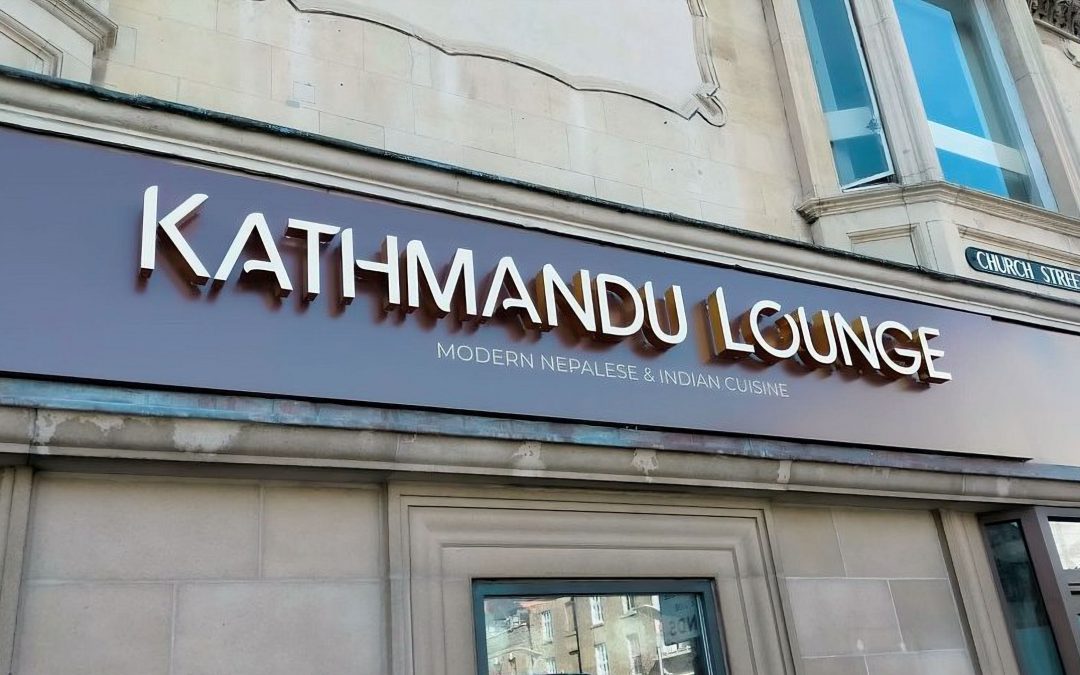 KATHMANDU LOUNGE
MODERN NEPALESE & INDIAN CUISINE
CHURCH STREET